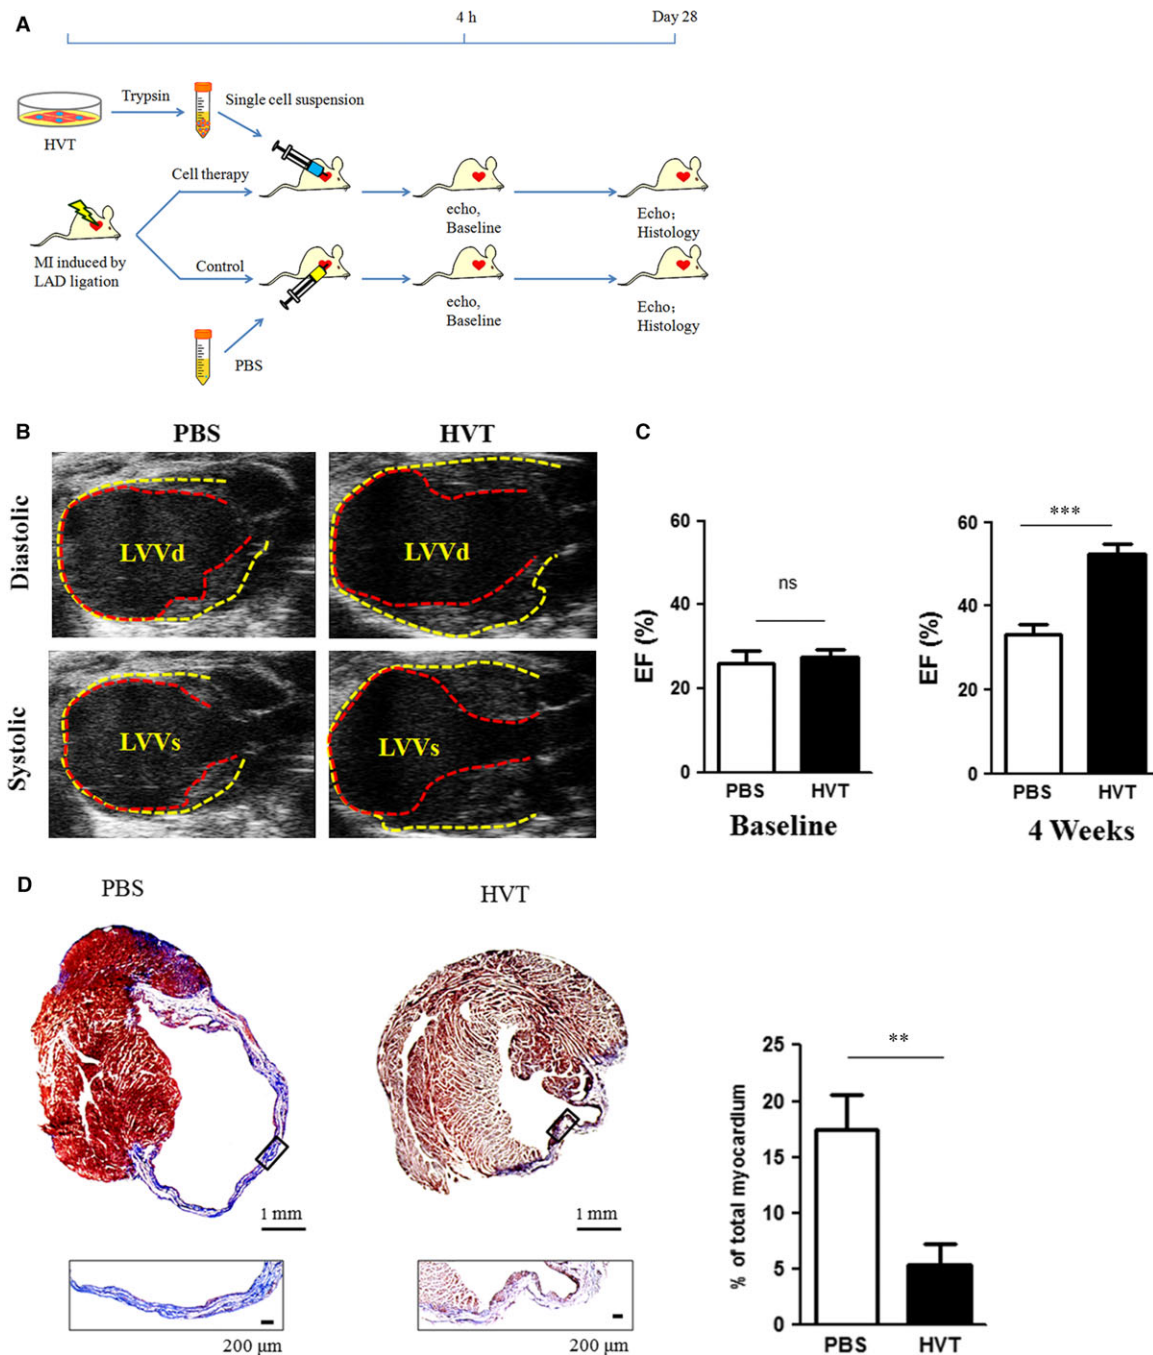 A
4 h
Day 28
Trypsin
Single cell suspension
HVT
Cell therapy
echo,
Baseline
Echo;
Histology
MI induced by
LAD ligation
Control
echo,
Baseline
Echo;
Histology
PBS
B
PBS
HVT
Diastolic
LVVd
LVVd
Systolic
LVVs
LVVs
C
EF (%)
60
40
20
0
ns
PBS
HVT
Baseline
EF (%)
60
40
20
0
***
PBS
HVT
4 Weeks
D
PBS
HVT
1 mm
1 mm
200 μm
200 μm
% of total myocardium
25
20
15
10
5
0
**
PBS
HVT